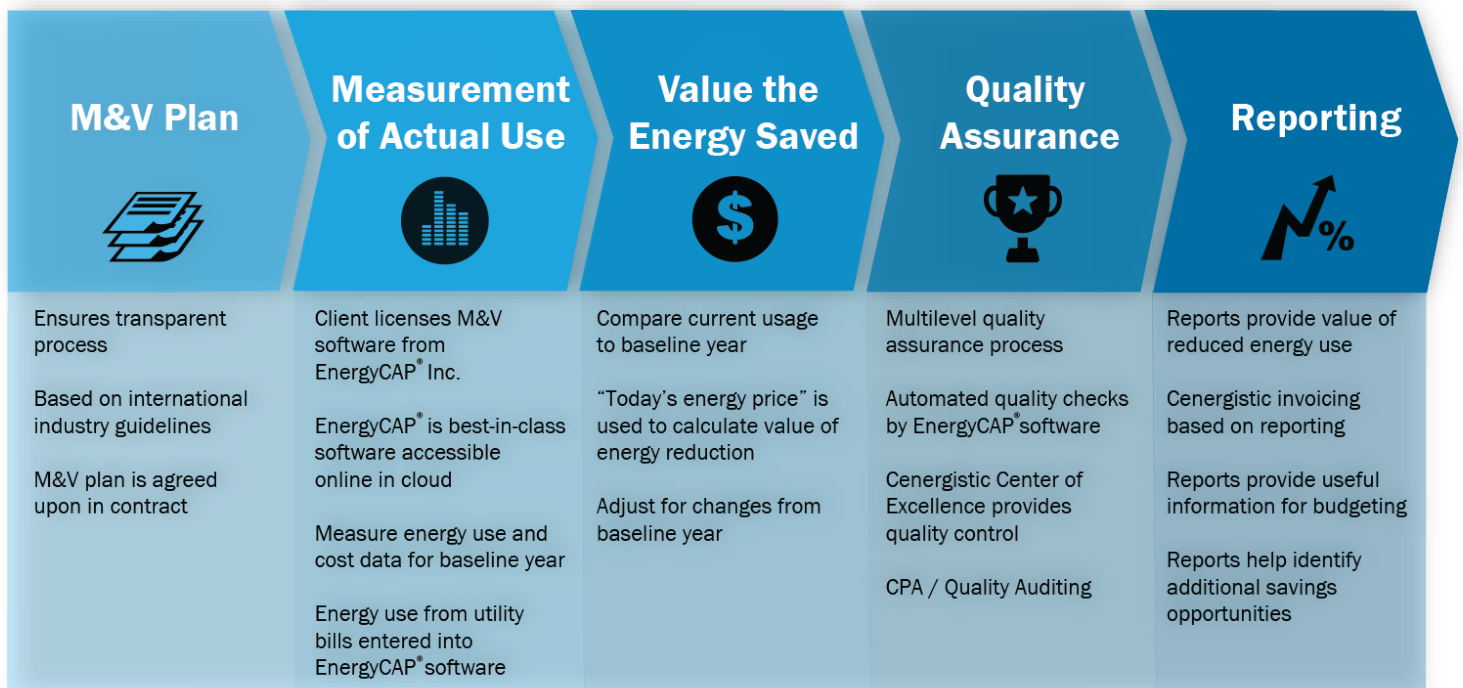 M&V Plan
Ensures transparent
process
Based on international
industry guidelines
M&V plan is agreed
upon in contract
Measurement
of Actual Use
Client licenses M&V
software from
EnergyCAP® Inc.
EnergyCAP® is best-in-class
software accessible
online in cloud
Measure energy use and
cost data for baseline year
Energy use from utility
bills entered into
EnergyCAP® software
Value the
Energy Saved
$
Compare current usage
to baseline year
“Today’s energy price” is
used to calculate value of
energy reduction
Adjust for changes from
baseline year
Quality
Assurance
Multilevel quality
assurance process
Automated quality checks
by EnergyCAP® software
Cenergistic Center of
Excellence provides
quality control
CPA / Quality Auditing
Reporting
%
Reports provide value of
reduced energy use
Cenergistic invoicing
based on reporting
Reports provide useful
information for budgeting
Reports help identify
additional savings
opportunities